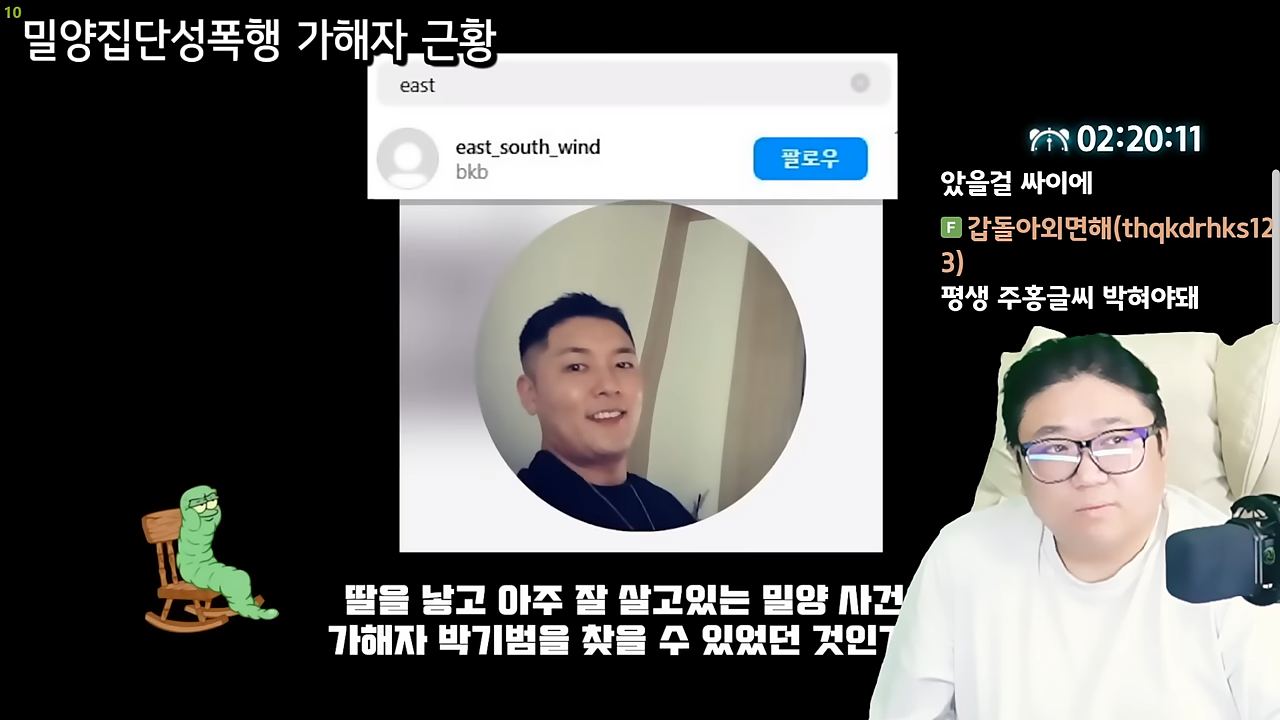 10
밀양집단성폭행 가해자 근황
east
east_south_wind
팔로우
bkb
02:20:11
았을걸 싸이에
F 갑돌아외면해(thqkdrhks12
3)
평생 주홍글씨 박혀야돼
딸을 낳고 아주 잘 살고있는 밀양 사건
가해자 박기범을 찾을 수 있었던 것인